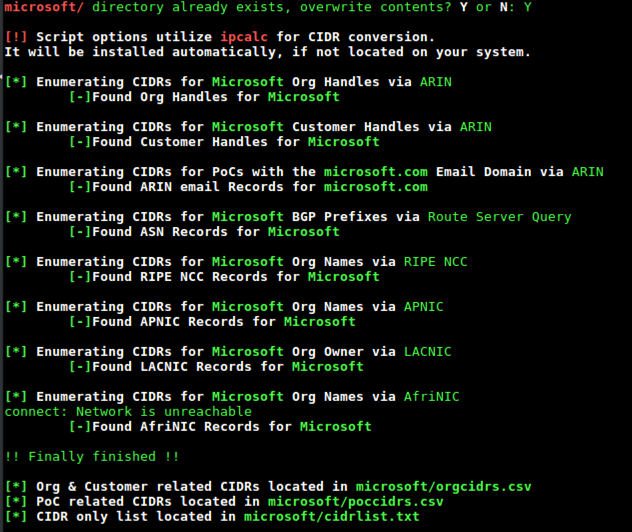 microsoft/ directory already exists, overwrite contents? Y or N: Y
[!] Script options utilize ipcalc for CIDR conversion.
It will be installed automatically, if not located on your system.
[*] Enumerating CIDRs for Microsoft Org Handles via ARIN
[-]Found Org Handles for Microsoft
[*] Enumerating CIDRs for Microsoft Customer Handles via ARIN
[-]Found Customer Handles for Microsoft
[*] Enumerating CIDRs for PoCs with the microsoft.com Email Domain via ARIN
[-]Found ARIN email Records for microsoft.com
[*] Enumerating CIDRs for Microsoft BGP Prefixes via Route Server Query
[-]Found ASN Records for Microsoft
[*] Enumerating CIDRs for Microsoft Org Names via RIPE NCC
[-]Found RIPE NCC Records for Microsoft
[*] Enumerating CIDRs for Microsoft Org Names via APNIC
[-]Found APNIC Records for Microsoft
[*] Enumerating CIDRs for Microsoft Org Owner via LACNIC
[-]Found LACNIC Records for Microsoft
[*] Enumerating CIDRs for Microsoft Org Names via AfriNIC
connect: Network is unreachable
[-]Found AfriNIC Records for Microsoft
!! Finally finished !!
[*] Org & Customer related CIDRs located in microsoft/orgcidrs.csv
[*] PoC related CIDRs located in microsoft/poccidrs.csv
[*] CIDR only list located in microsoft/cidrlist.txt